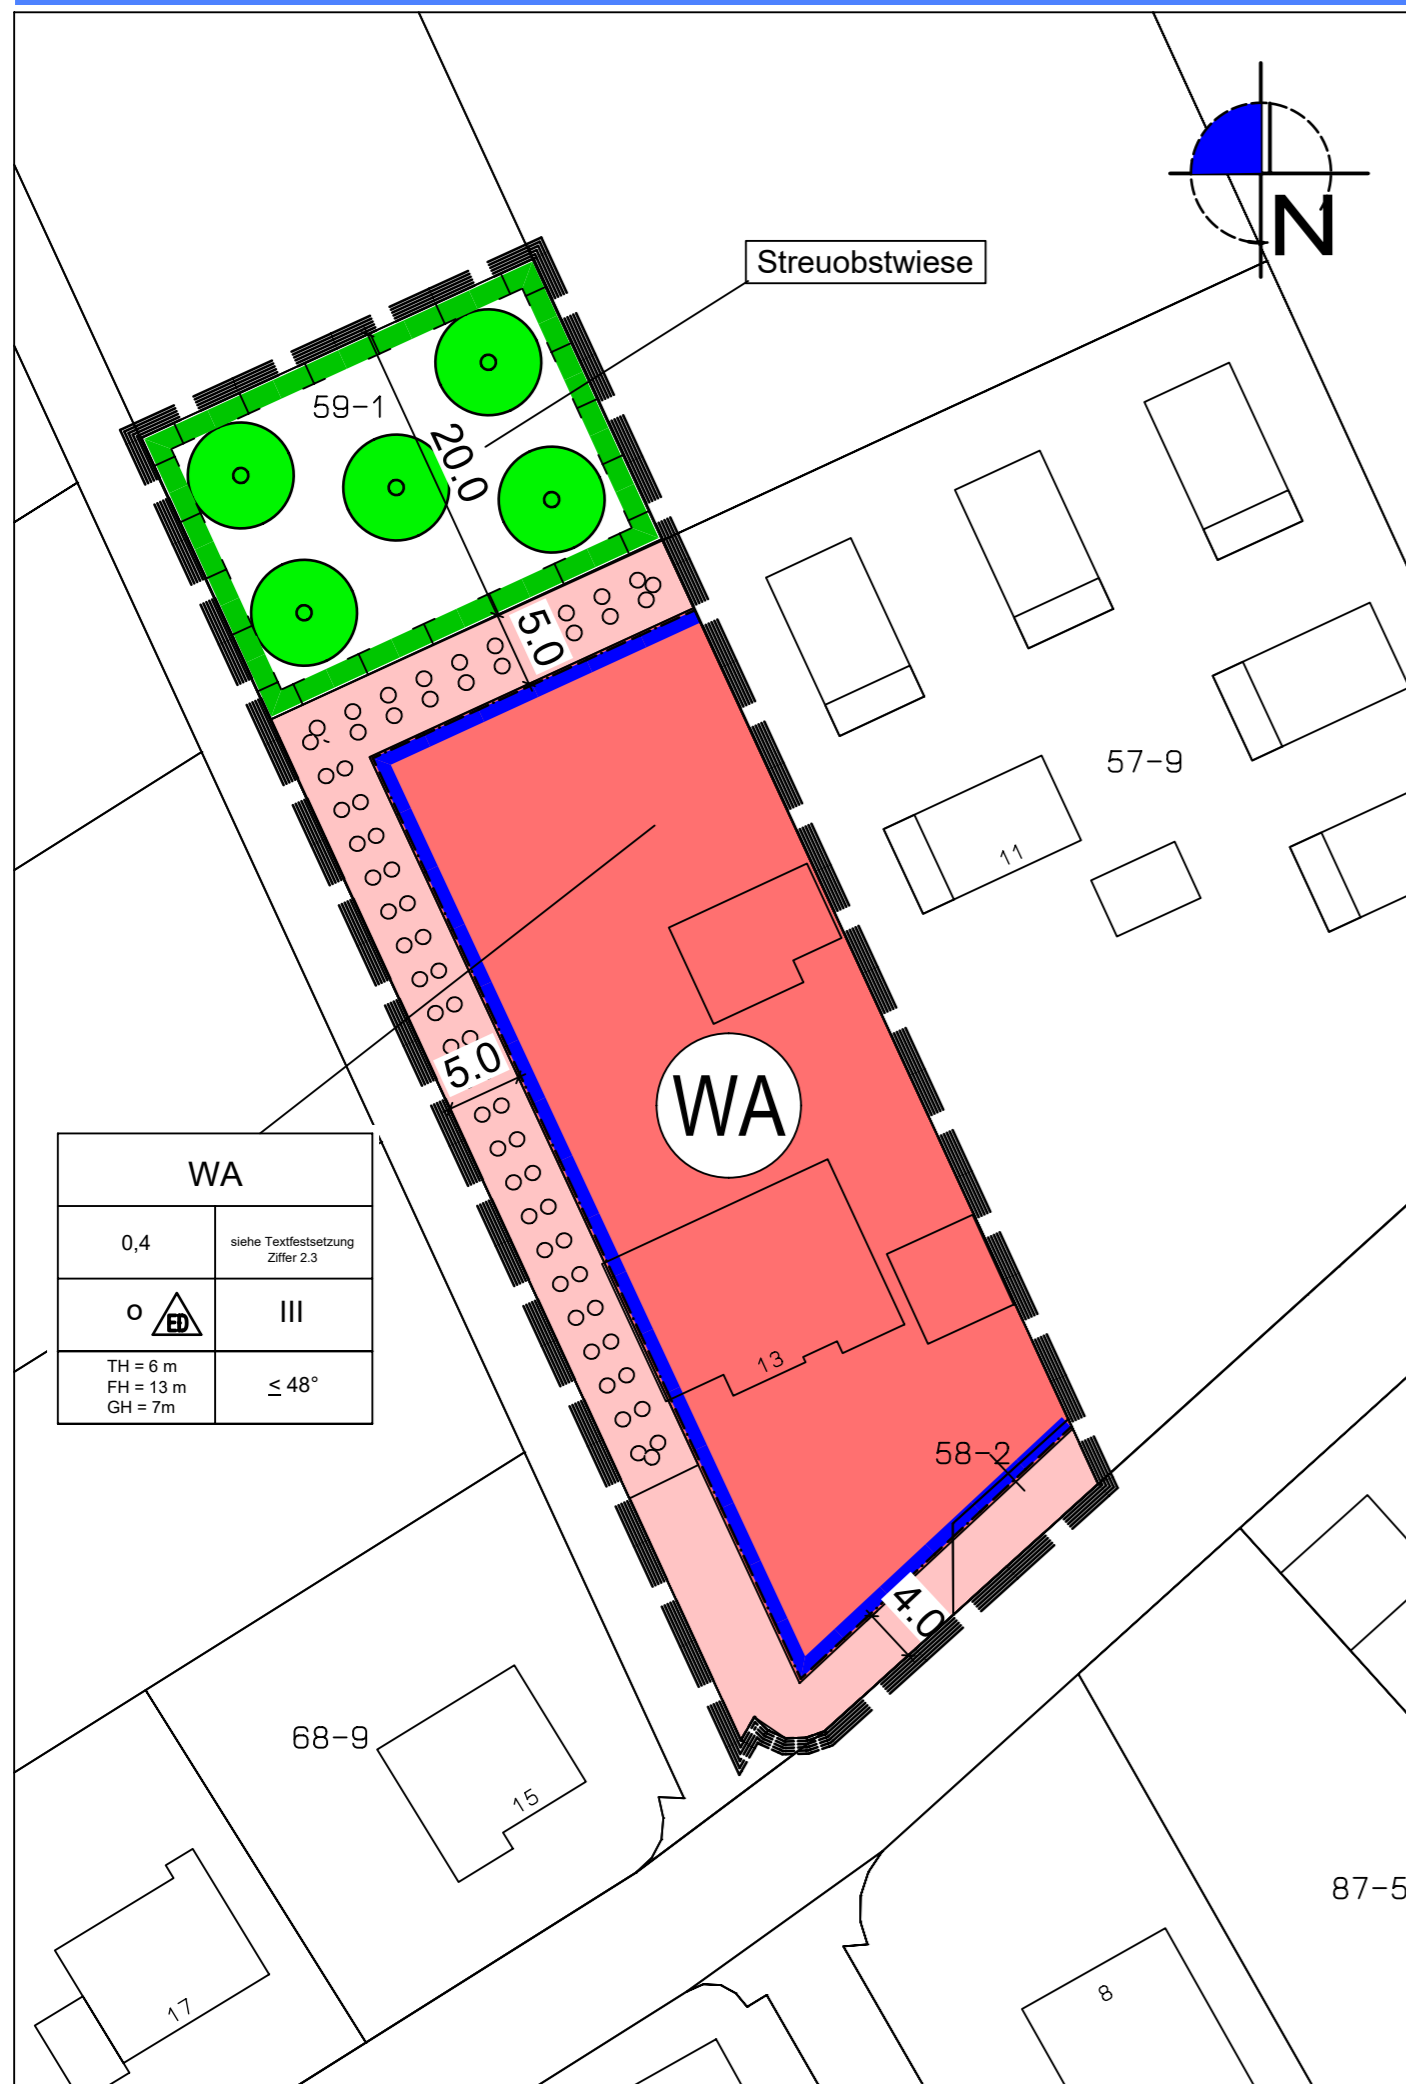 N
Streuobstwiese
59-1
20.0
5.0
57-9
11
5.0
WA
WA
0,4
siehe Textfestsetzung
Ziffer 2.3
o ED
III
TH = 6 m
FH = 13 m
GH = 7m
≤ 48°
13
58-2
4.0
68-9
15
87-5
17
8